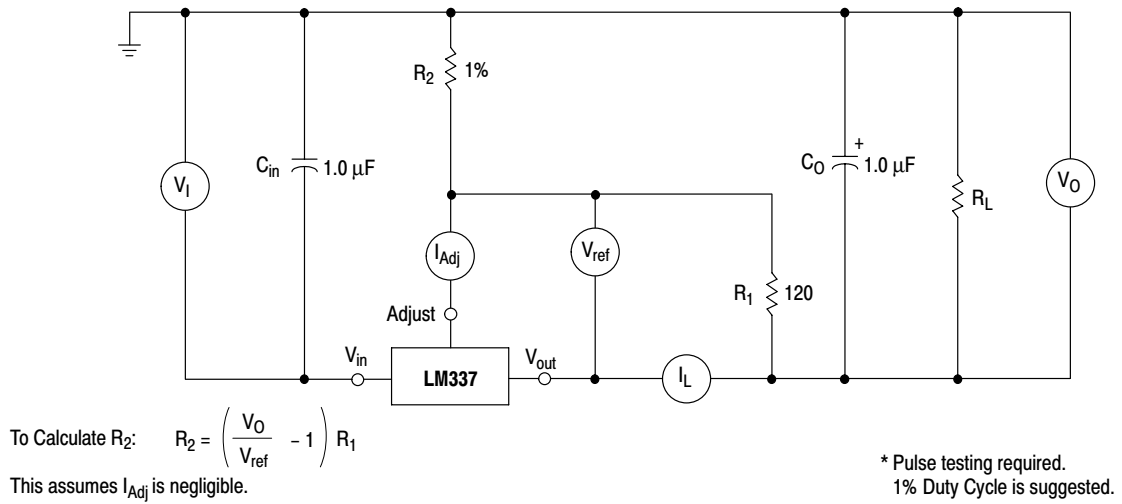 R2 1%
Cin 1.0 μF
CO + 1.0 μF
VI
RL
VO
IAdj
Vref
R1 120
Adjust
Vin
LM337
Vout
IL
To Calculate R2: R2 = ( VO / Vref – 1 ) R1
This assumes IAdj is negligible.
* Pulse testing required.
1% Duty Cycle is suggested.